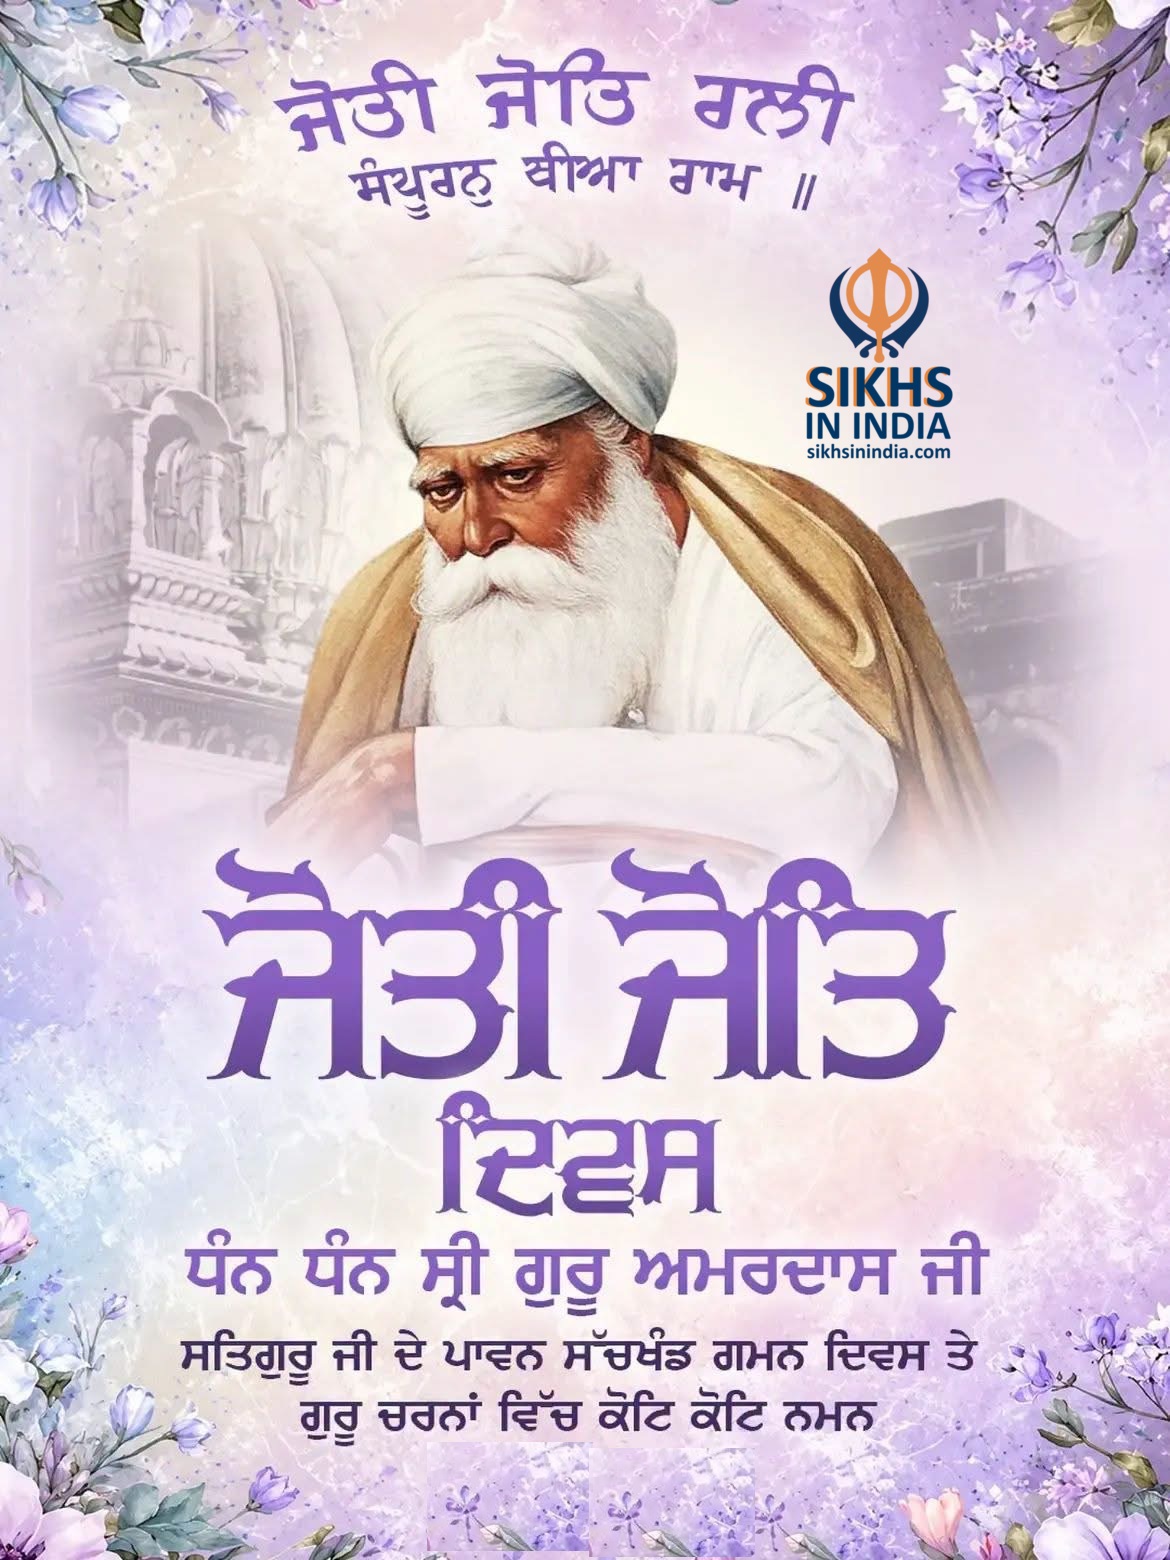 ਜੋਤੀ ਜੋਤਿ ਰਲੀ
ਸੰਪੂਰਨੁ ਥੀਆ ਰਾਮ ॥
SIKHS
IN INDIA
sikhsinindia.com
ਜੋਤੀ ਜੋਤਿ
ਦਿਵਸ
ਧੰਨ ਧੰਨ ਸ੍ਰੀ ਗੁਰੂ ਅਮਰਦਾਸ ਜੀ
ਸਤਿਗੁਰੂ ਜੀ ਦੇ ਪਾਵਨ ਸੱਚਖੰਡ ਗਮਨ ਦਿਵਸ ਤੇ
ਗੁਰੂ ਚਰਨਾਂ ਵਿੱਚ ਕੋਟਿ ਕੋਟਿ ਨਮਨ